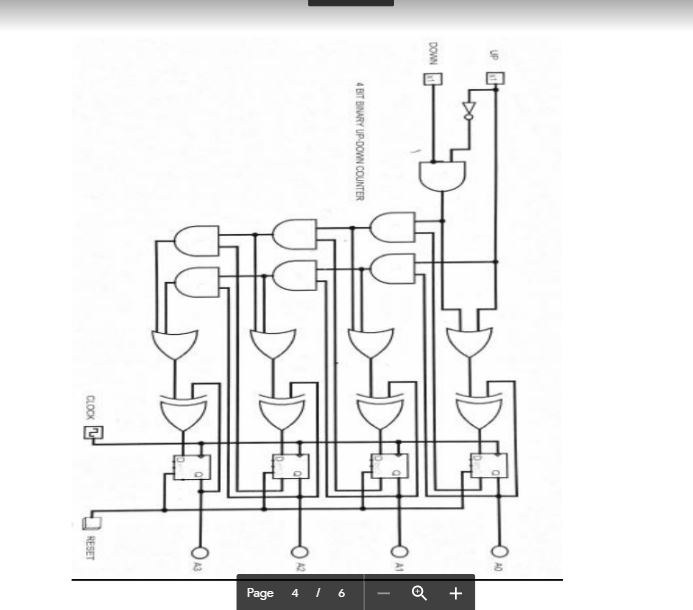 UP
x1
DOWN
x1
4 BIT BINARY UP-DOWN COUNTER
Q
D
A0
Q
D
A1
Q
D
A2
Q
D
A3
CLOCK
RESET
Page 4 / 6